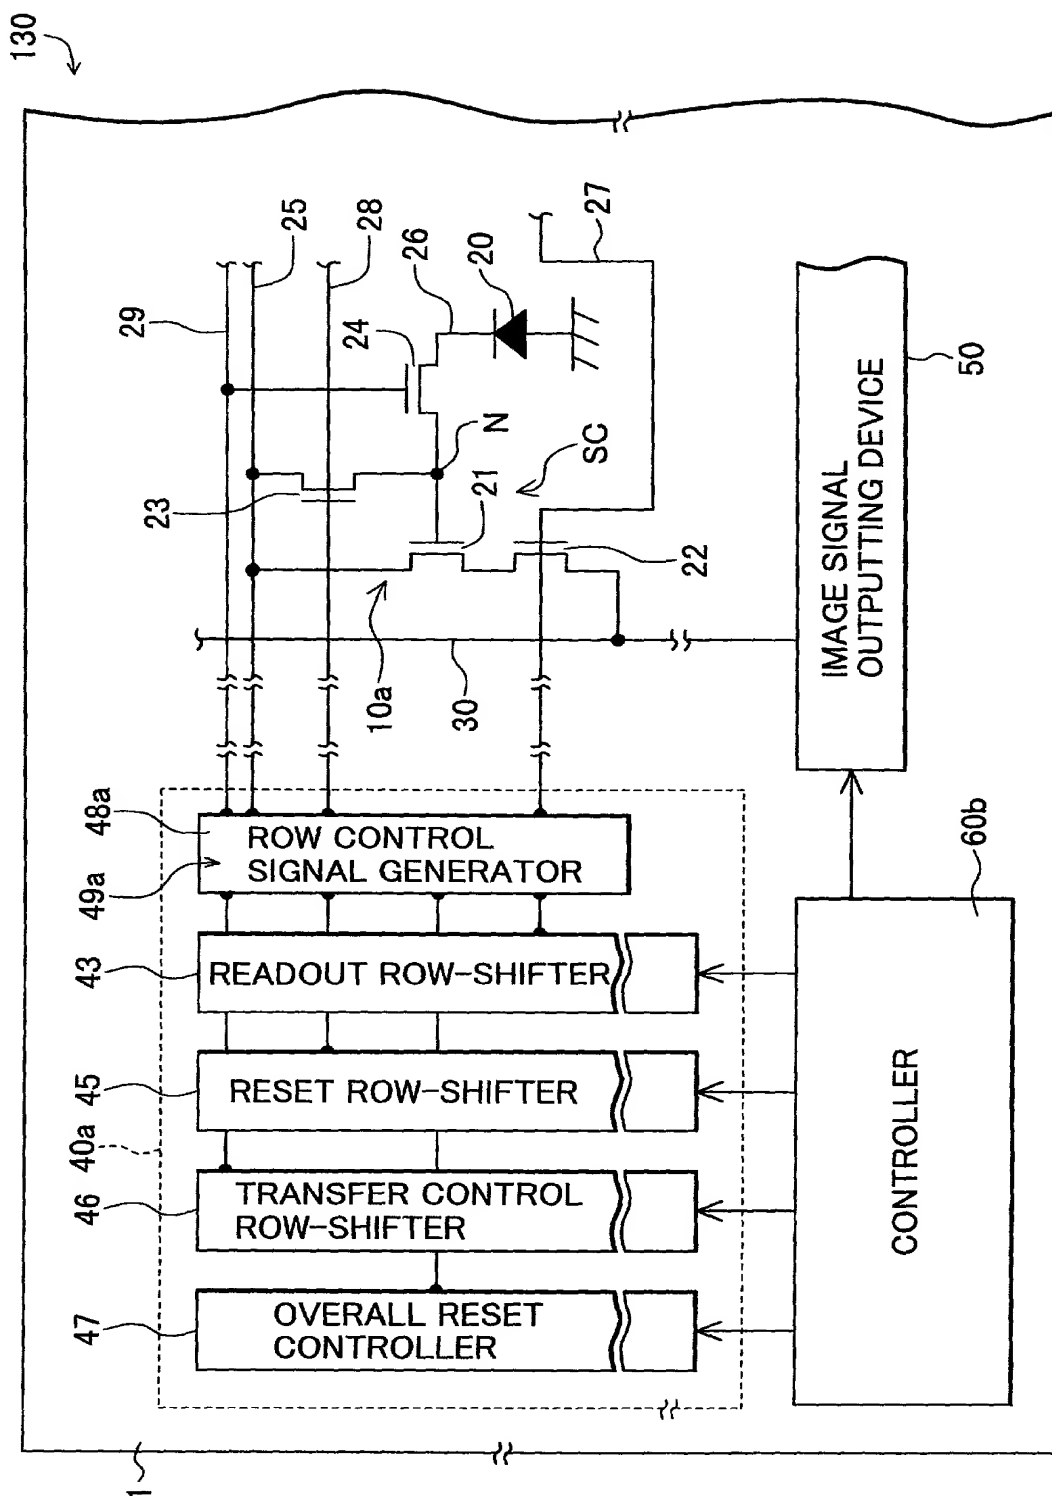 130
29
25
28
26
20
27
24
N
23
21
SC
22
10a
30
50
IMAGE SIGNAL
OUTPUTTING DEVICE
48a
49a
ROW CONTROL
SIGNAL GENERATOR
43
READOUT ROW-SHIFTER
45
RESET ROW-SHIFTER
40a
46
TRANSFER CONTROL
ROW-SHIFTER
47
OVERALL RESET
CONTROLLER
60b
CONTROLLER
1